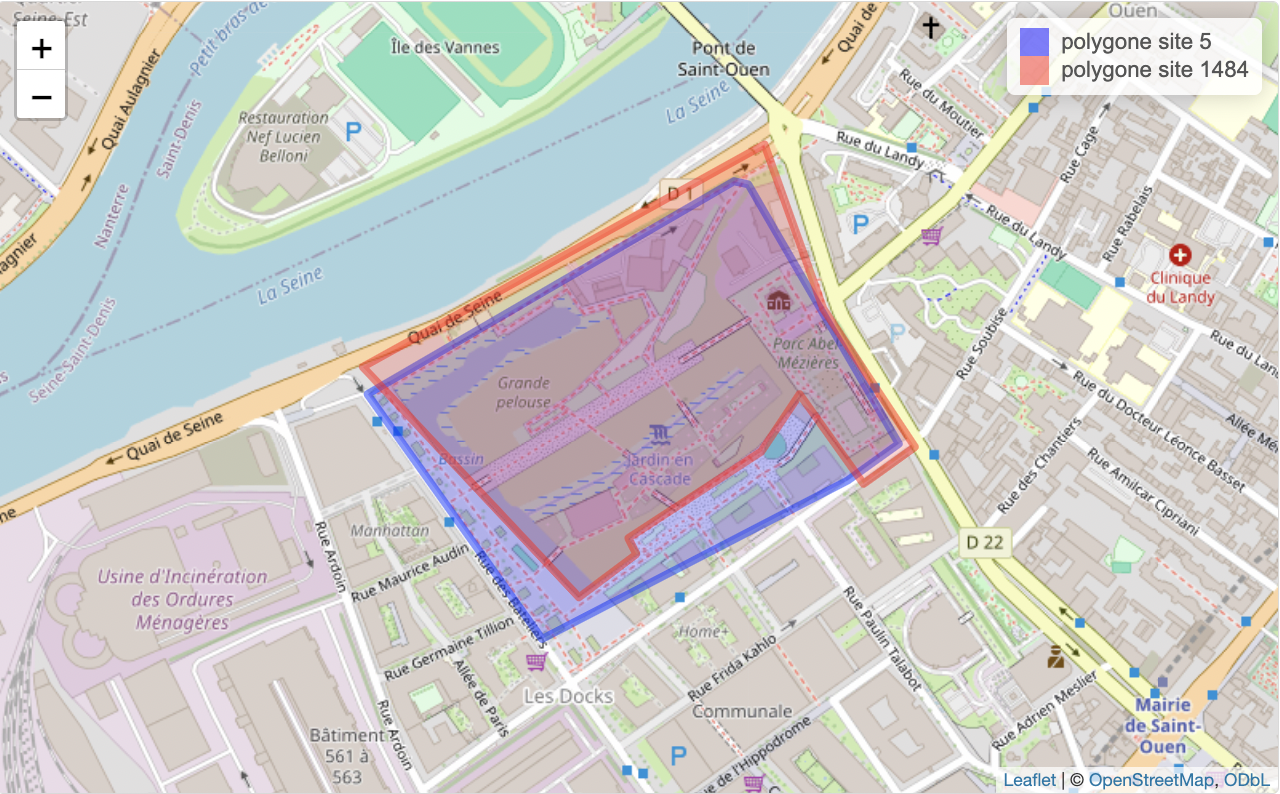 Seine-Est
Petit bras de
Quai Aulagnier
Saint-Denis
Nanterre
Île des Vannes
Restauration
Nef Lucien
Belloni
P
Pont de
Saint-Ouen
Quai de
La Seine
Ouen
polygone site 5
polygone site 1484
+
−
Rue du Moutier
Rue du Landy
Rue Cage
Rue Rabelais
Rue du Landy
P
Clinique
du Landy
D 1
La Seine
Seine-Saint-Denis
Quai de Seine
Quai de Seine
Parc Abel
Mézières
Grande
pelouse
Bassin
Jardin en
Cascade
P
Rue Soubise
Rue du Docteur Léonce Basset
Rue des Chantiers
Rue Amilcar Cipriani
D 22
Manhattan
Rue Ardoin
Rue Maurice Audin
Rue des Bateliers
Usine d'Incinération
des Ordures
Ménagères
Rue Germaine Tillion
Allée de Paris
Home+
Rue Frida Kahlo
Rue Paulin Talabot
Les Docks
Communale
Rue Adrien Meslier
Mairie
de Saint-
Ouen
Rue Ardoin
Bâtiment
561 à
563
P
de l'Hippodrome
Leaflet | © OpenStreetMap, ODbL